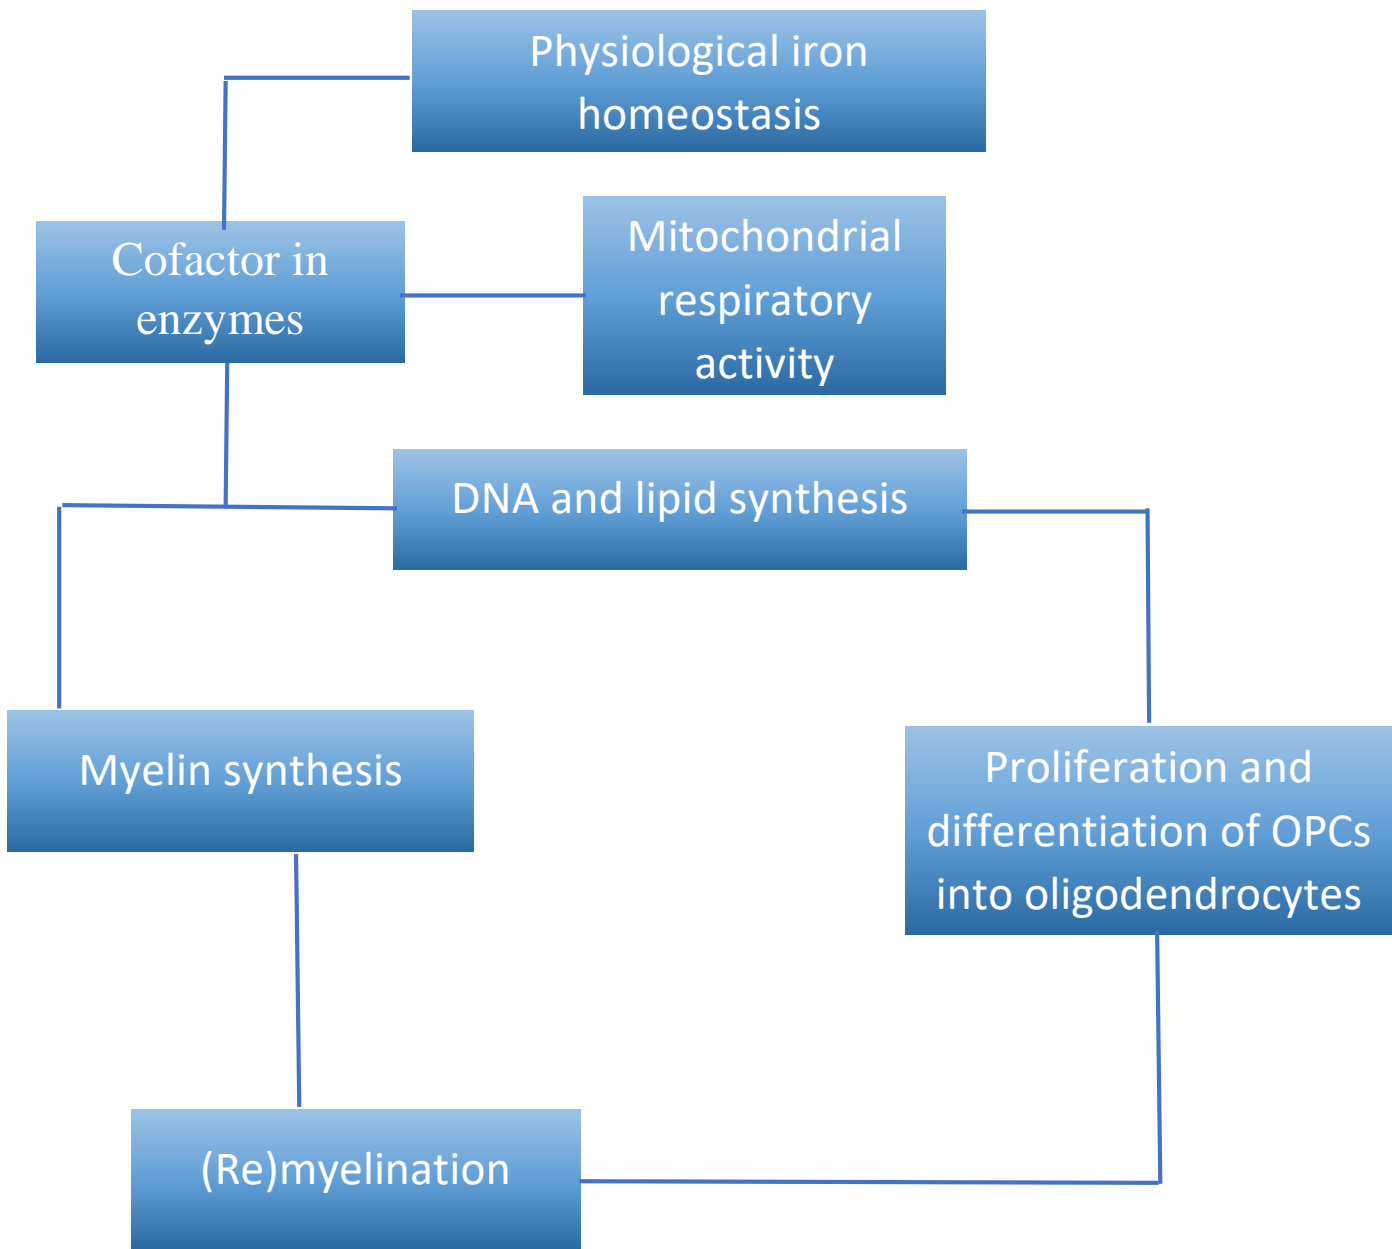 Physiological iron
homeostasis
Cofactor in
enzymes
Mitochondrial
respiratory
activity
DNA and lipid synthesis
Myelin synthesis
Proliferation and
differentiation of OPCs
into oligodendrocytes
(Re)myelination